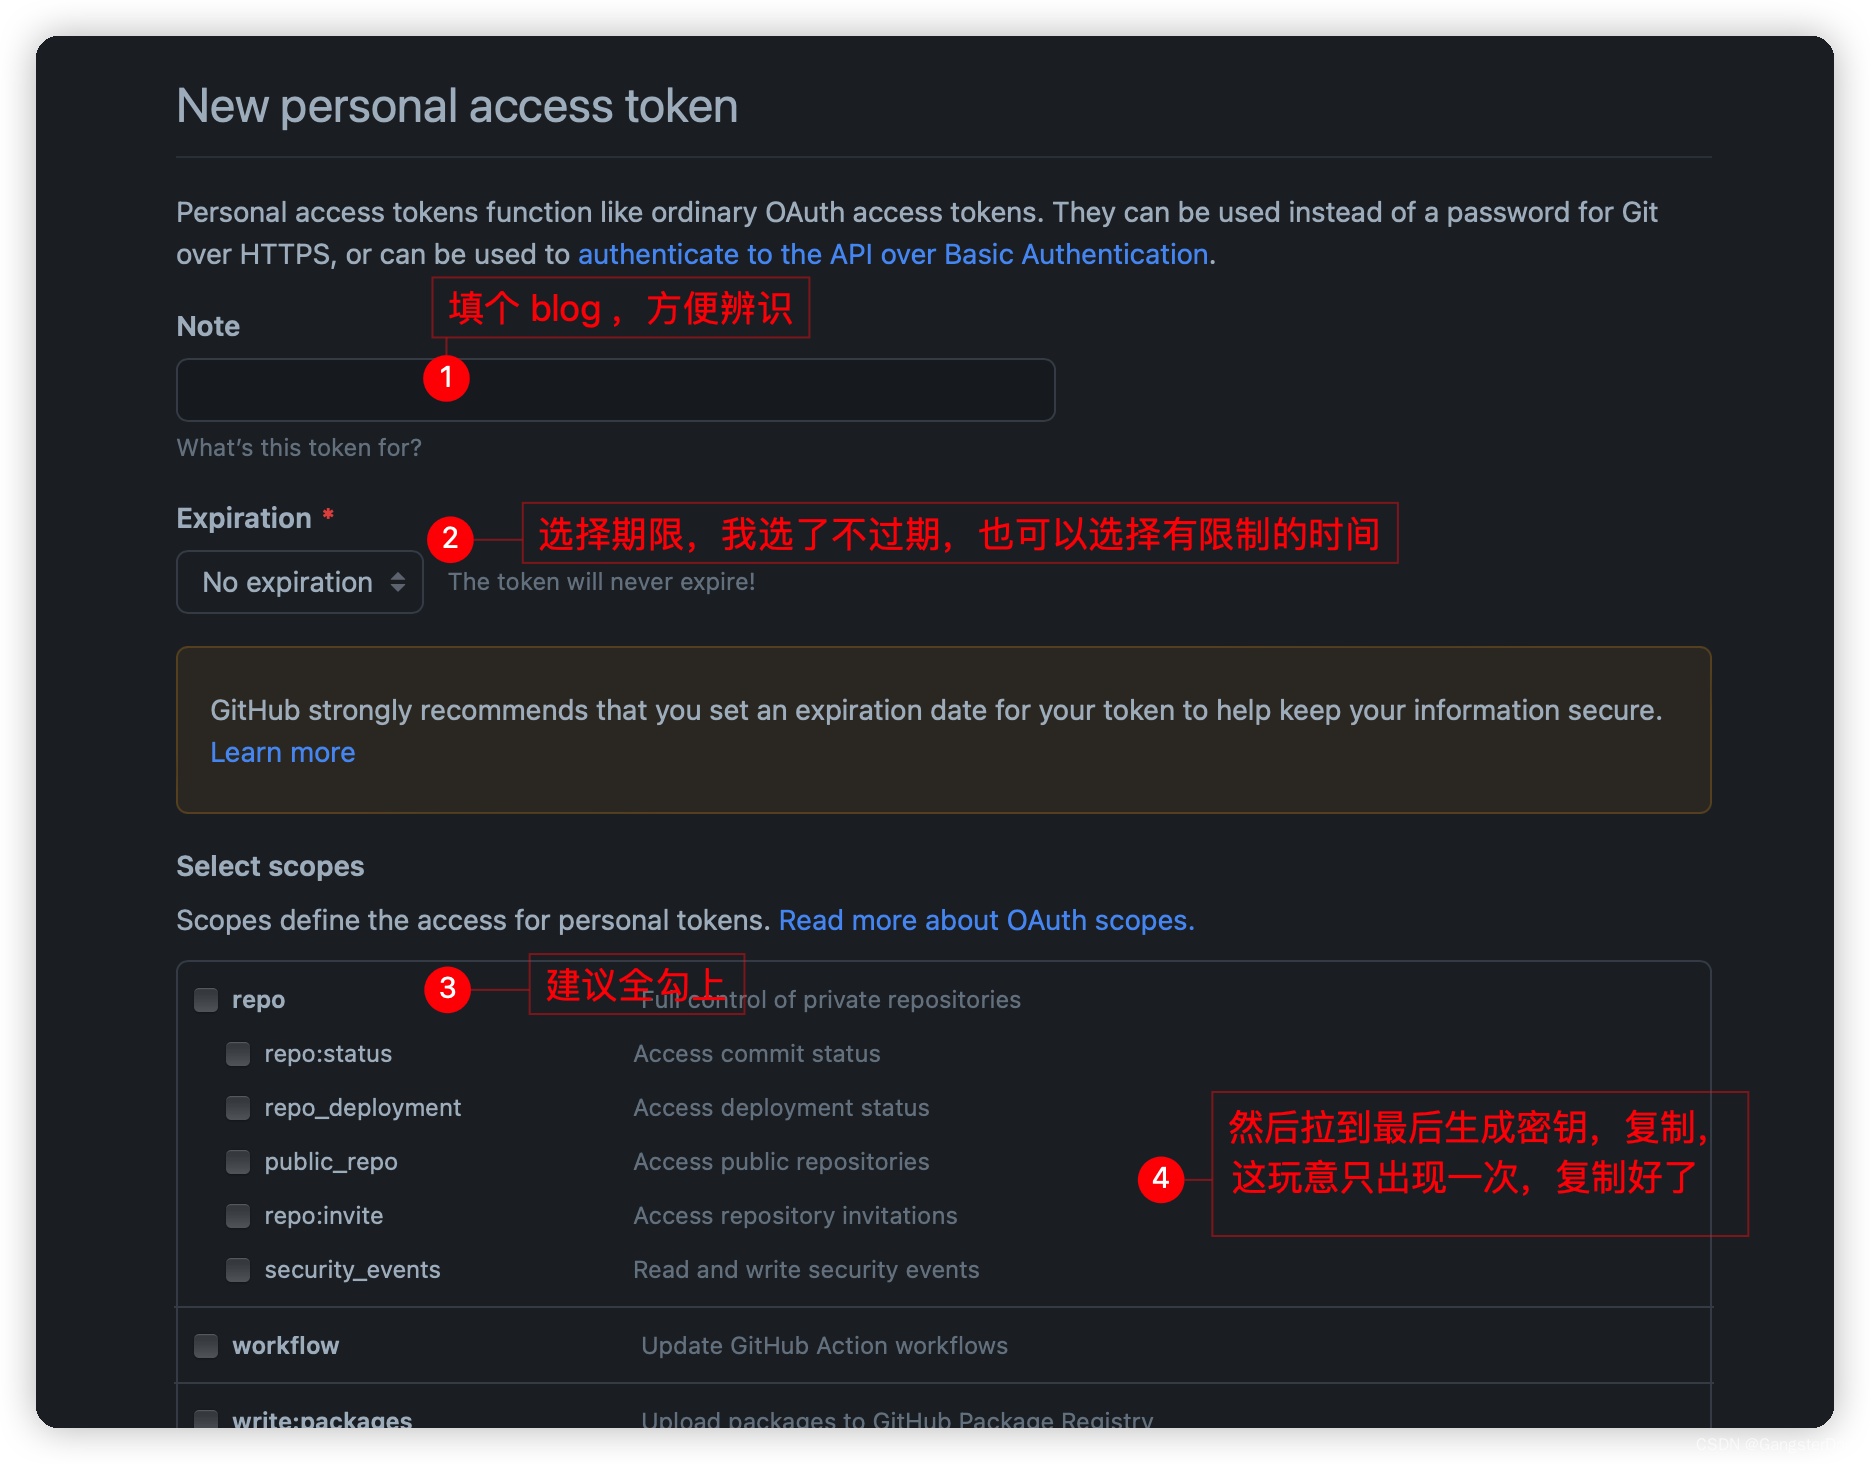 New personal access token
Personal access tokens function like ordinary OAuth access tokens. They can be used instead of a password for Git
over HTTPS, or can be used to authenticate to the API over Basic Authentication.
填个 blog ，方便辨识
Note
1
What's this token for?
Expiration *
2
选择期限，我选了不过期，也可以选择有限制的时间
No expiration
The token will never expire!
GitHub strongly recommends that you set an expiration date for your token to help keep your information secure.
Learn more
Select scopes
Scopes define the access for personal tokens. Read more about OAuth scopes.
3
建议全勾上
repo Full control of private repositories
repo:status Access commit status
repo_deployment Access deployment status
public_repo Access public repositories
4
然后拉到最后生成密钥，复制，
这玩意只出现一次，复制好了
repo:invite Access repository invitations
security_events Read and write security events
workflow Update GitHub Action workflows
write:packages Upload packages to GitHub Package Registry